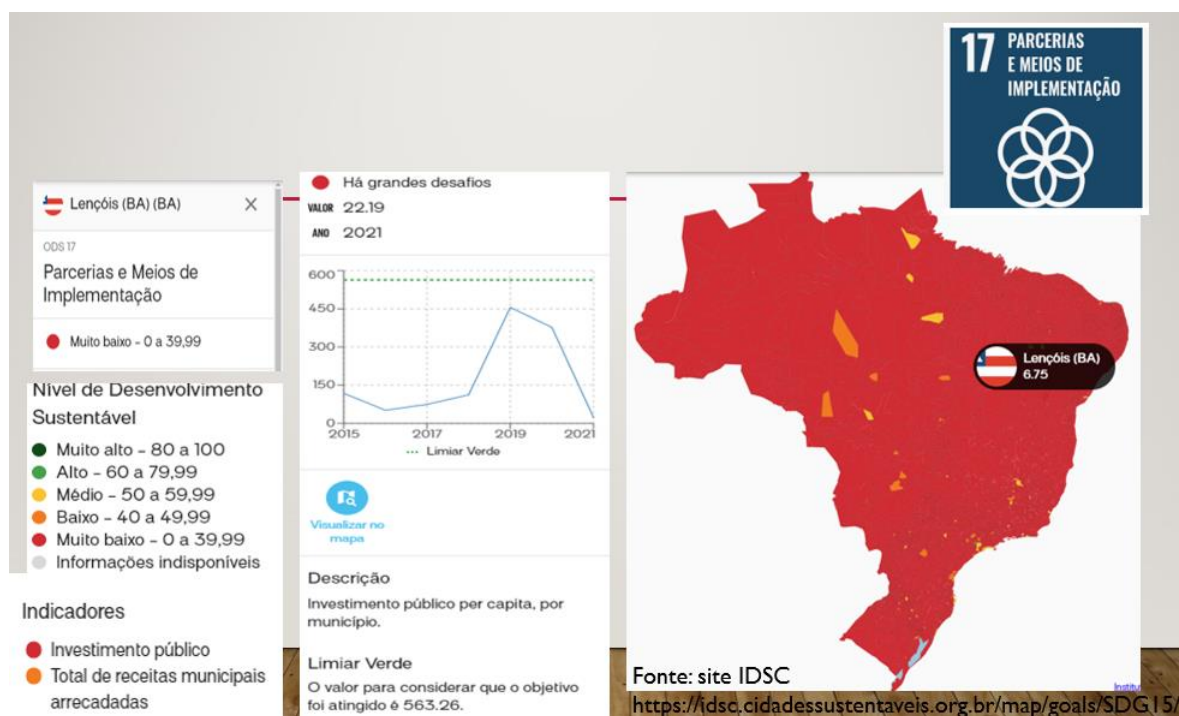 17 PARCERIAS
E MEIOS DE
IMPLEMENTAÇÃO
Lençóis (BA) (BA) X
ODS 17
Parcerias e Meios de
Implementação
Muito baixo - 0 a 39,99
Nível de Desenvolvimento
Sustentável
Muito alto - 80 a 100
Alto - 60 a 79,99
Médio - 50 a 59,99
Baixo - 40 a 49,99
Muito baixo - 0 a 39,99
Informações indisponíveis
Indicadores
Investimento público
Total de receitas municipais
arrecadadas
Há grandes desafios
VALOR 22.19
ANO 2021
600
450
300
150
0
2015 2017 2019 2021
Limiar Verde
Visualizar no
mapa
Descrição
Investimento público per capita, por
município.
Limiar Verde
O valor para considerar que o objetivo
foi atingido é 563.26.
Lençóis (BA)
6.75
Fonte: site IDSC
Institu
https://idsc.cidadessustentaveis.org.br/map/goals/SDG15/